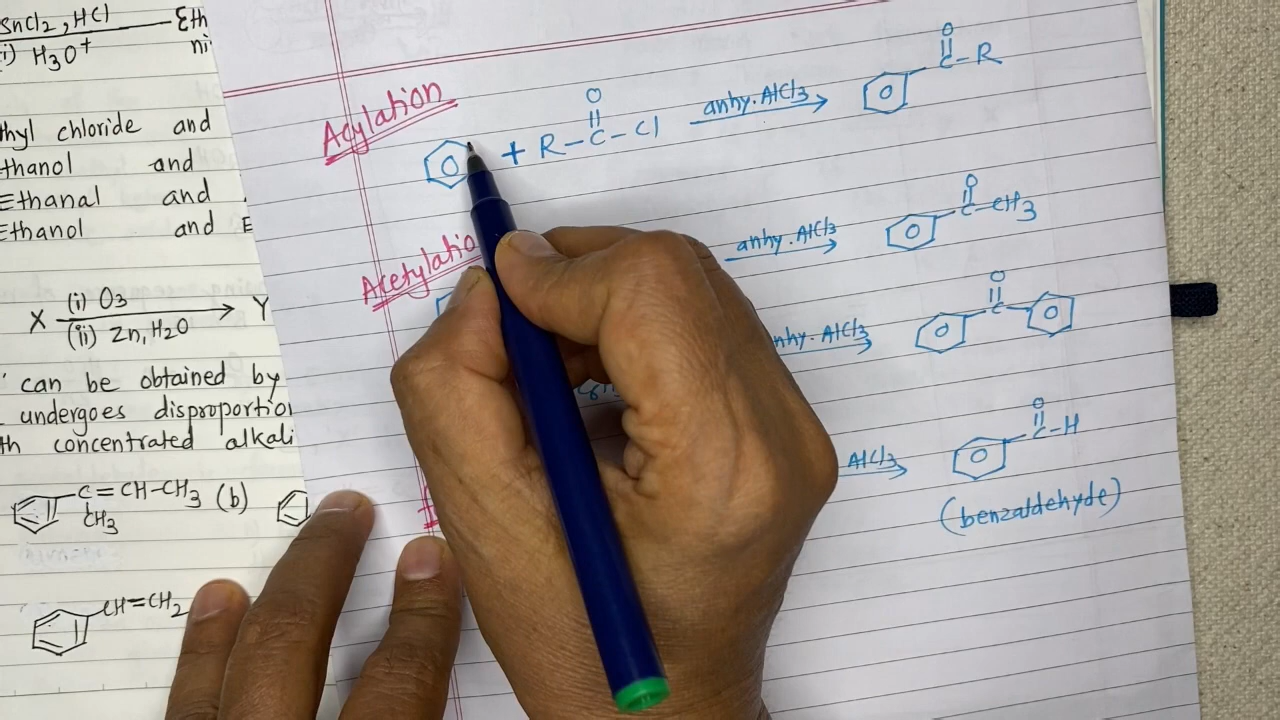 SnCl2, HCl Eth
i) H3O+ ni
thyl chloride and
thanol and
Ethanal and
Ethanol and E
X (i) O3 Y
(ii) Zn, H2O
can be obtained by
undergoes disproportio
th concentrated alkali
C=CH-CH3 (b)
CH3
CH=CH2
Acylation
O
+ R-C-Cl anhy. AlCl3
O
C-R
Acetylatio
anhy. AlCl3
O
C-CH3
nhy. AlCl3
O
C
AlCl3
O
C-H
(benzaldehyde)